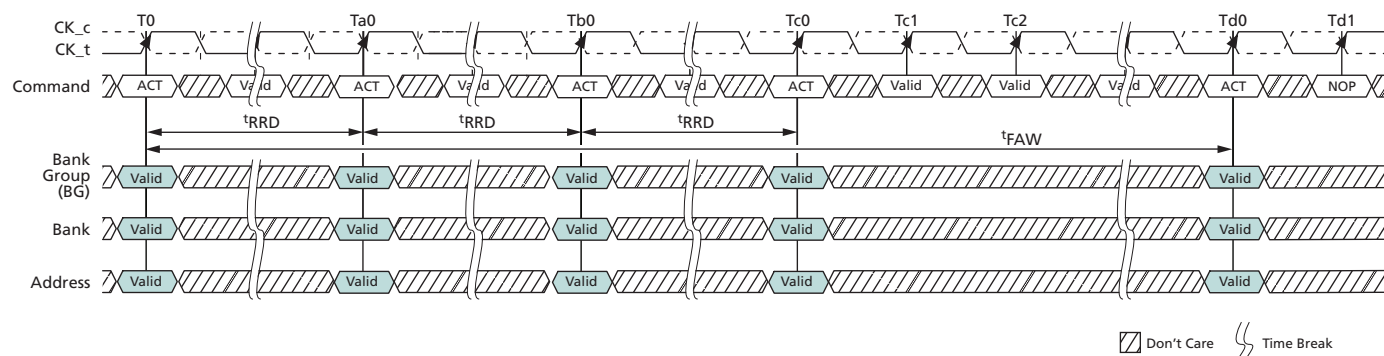 T0 Ta0 Tb0 Tc0 Tc1 Tc2 Td0 Td1
CK_c
CK_t
Command ACT Valid ACT Valid ACT Valid ACT Valid Valid Valid ACT NOP
tRRD tRRD tRRD
tFAW
Bank
Group
(BG)
Valid Valid Valid Valid Valid
Bank Valid Valid Valid Valid Valid
Address Valid Valid Valid Valid Valid
Don't Care Time Break